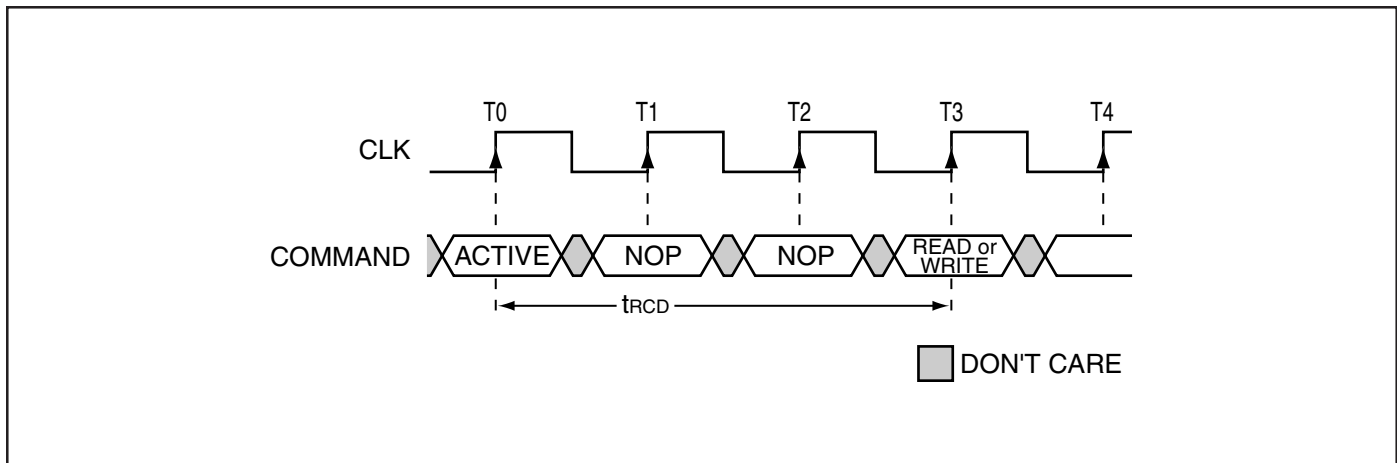 T0 T1 T2 T3 T4
CLK
COMMAND ACTIVE NOP NOP READ or
WRITE
tRCD
DON'T CARE